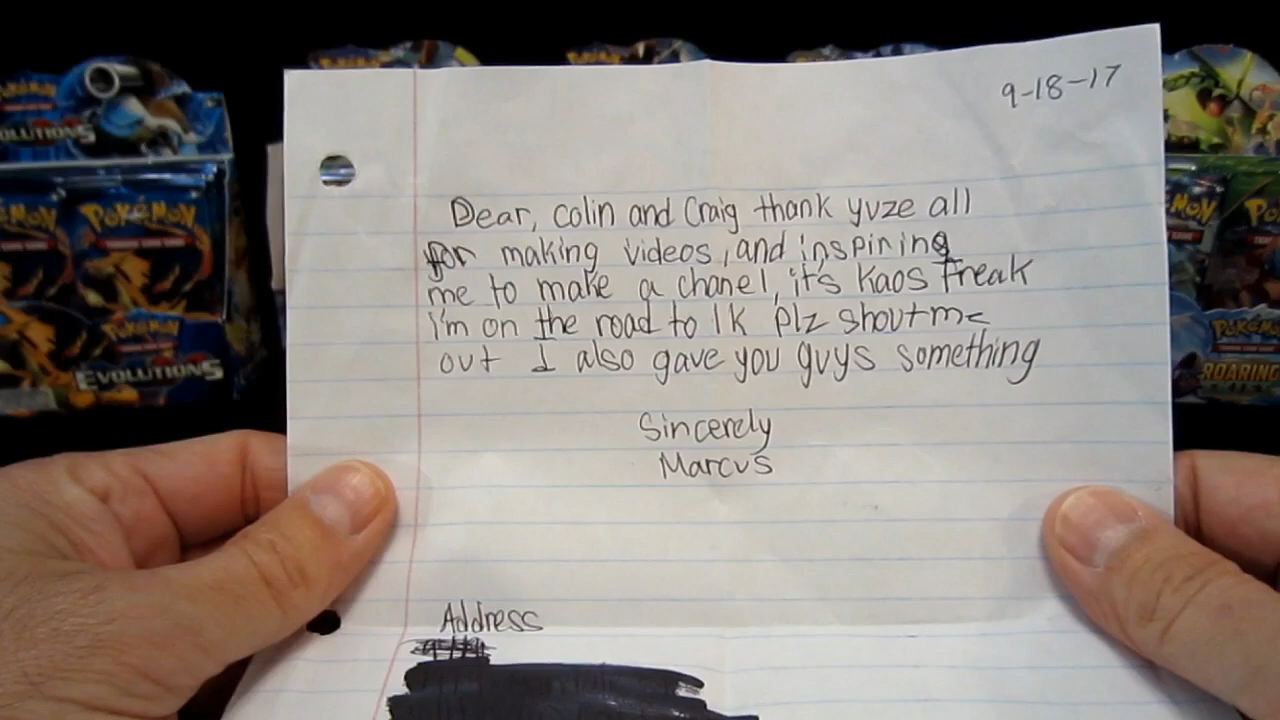 9-18-17
Dear, Colin and Craig thank yuze all
for making videos, and inspiring
me to make a chanel, it's Kaos freak
i'm on the road to 1K plz shout me
out I also gave you guys something
Sincerely
Marcus
Address
POKÉMON
EVOLUTIONS
POKÉMON
POKÉMON
EVOLUTIONS
POKÉMON
ROARING